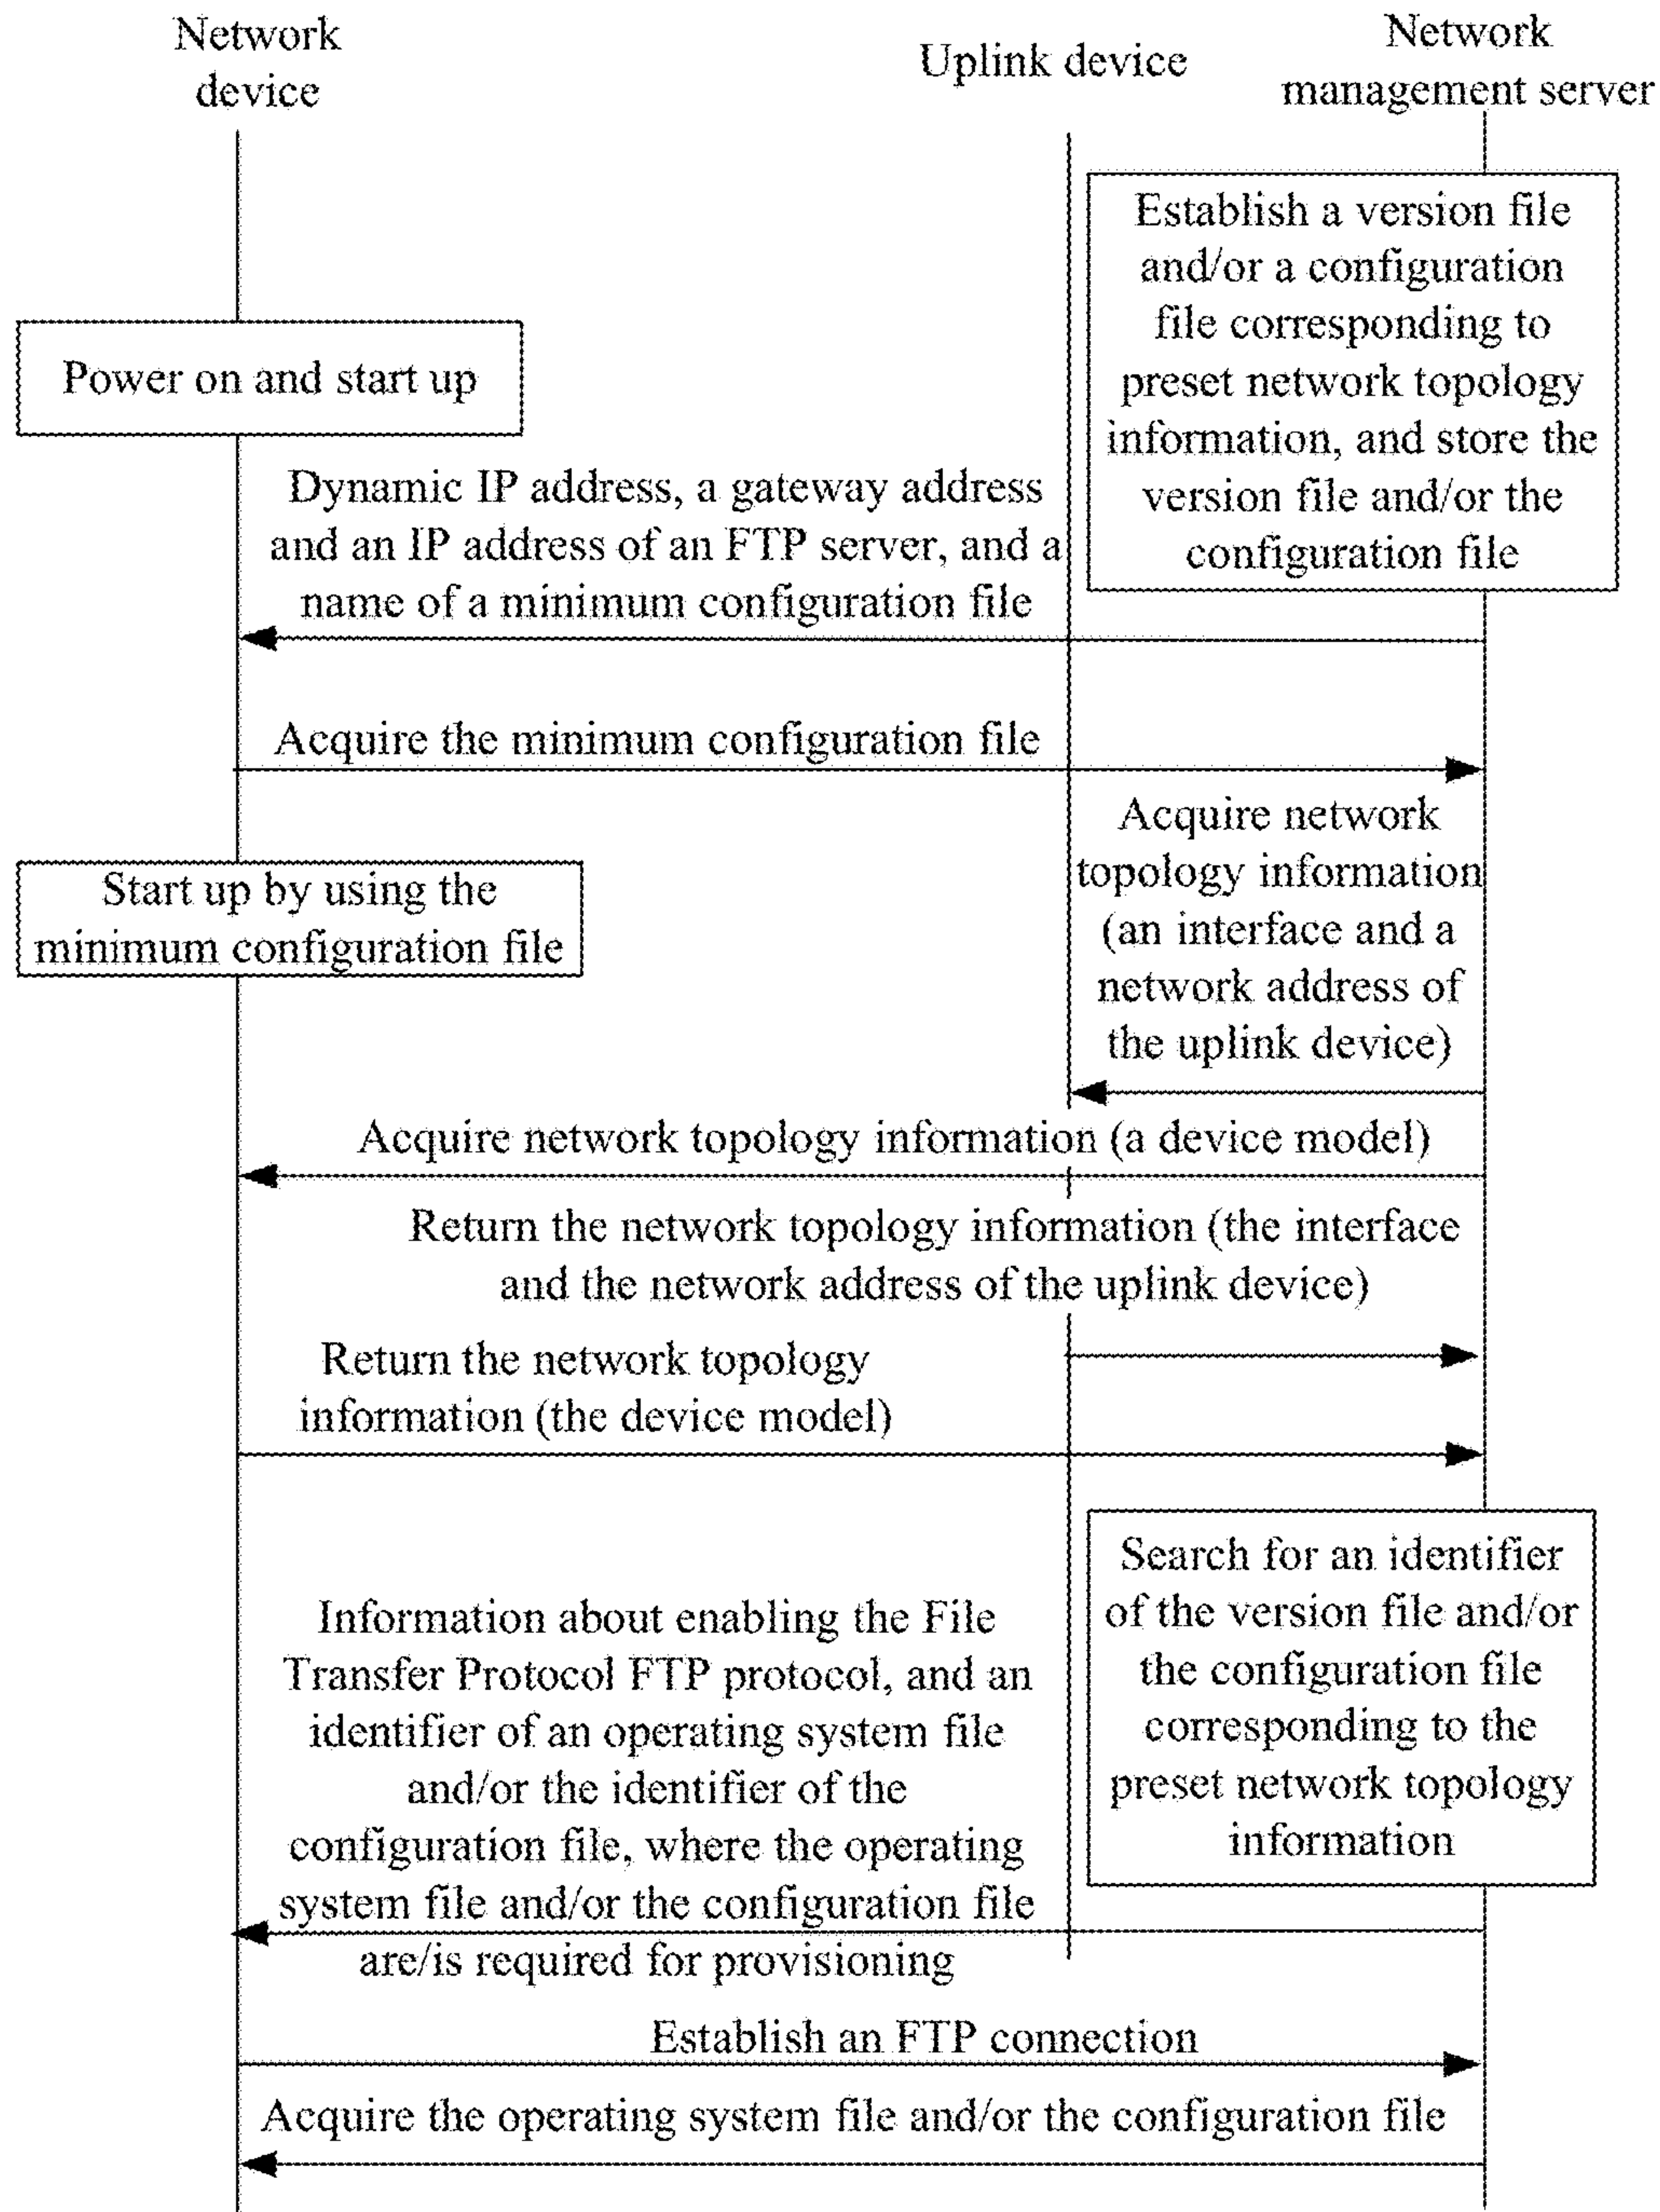 Network
device
Uplink device
Network
management server
Establish a version file
and/or a configuration
file corresponding to
preset network topology
information, and store the
version file and/or the
configuration file
Power on and start up
Dynamic IP address, a gateway address
and an IP address of an FTP server, and a
name of a minimum configuration file
Acquire the minimum configuration file
Start up by using the
minimum configuration file
Acquire network
topology information
(an interface and a
network address of
the uplink device)
Acquire network topology information (a device model)
Return the network topology information (the interface
and the network address of the uplink device)
Return the network topology
information (the device model)
Search for an identifier
of the version file and/or
the configuration file
corresponding to the
preset network topology
information
Information about enabling the File
Transfer Protocol FTP protocol, and an
identifier of an operating system file
and/or the identifier of the
configuration file, where the operating
system file and/or the configuration file
are/is required for provisioning
Establish an FTP connection
Acquire the operating system file and/or the configuration file